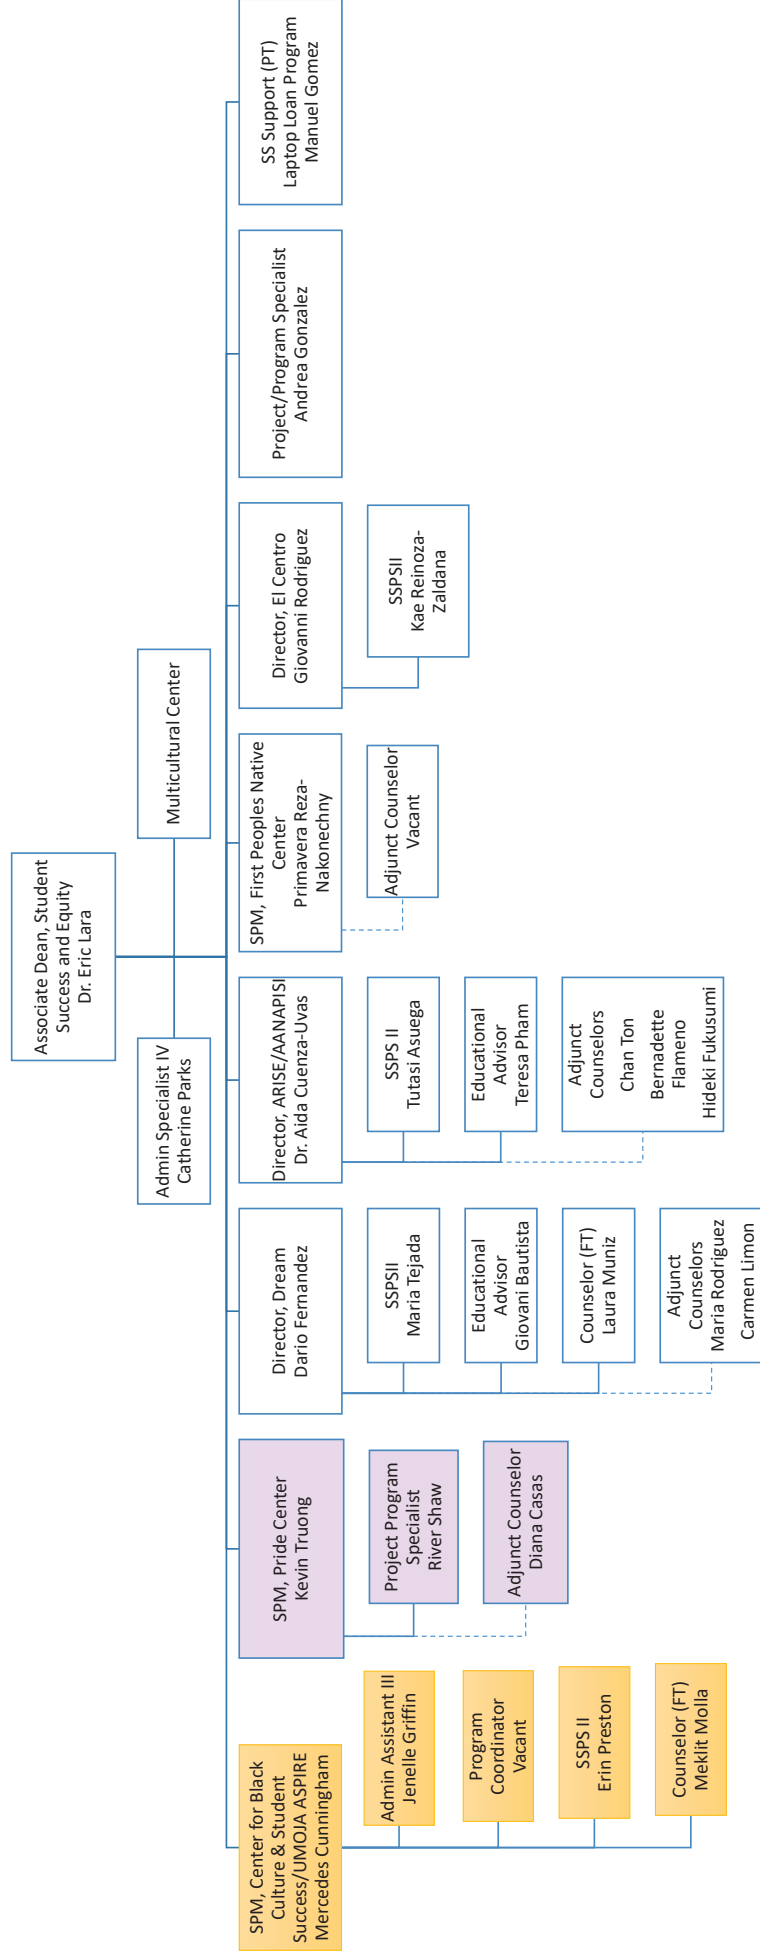 Associate Dean, Student
Success and Equity
Dr. Eric Lara
Admin Specialist IV
Catherine Parks
Multicultural Center
SPM, Center for Black
Culture & Student
Success/UMOJA ASPIRE
Mercedes Cunningham
Admin Assistant III
Jenelle Griffin
Program
Coordinator
Vacant
SSPS II
Erin Preston
Counselor (FT)
Meklit Molla
SPM, Pride Center
Kevin Truong
Project Program
Specialist
River Shaw
Adjunct Counselor
Diana Casas
Director, Dream
Dario Fernandez
SSPSII
Maria Tejada
Educational
Advisor
Giovani Bautista
Counselor (FT)
Laura Muniz
Adjunct
Counselors
Maria Rodriguez
Carmen Limon
Director, ARISE/AANAPISI
Dr. Aida Cuenza-Uvas
SSPS II
Tutasi Asuega
Educational
Advisor
Teresa Pham
Adjunct
Counselors
Chan Ton
Bernadette
Flameno
Hideki Fukusumi
SPM, First Peoples Native
Center
Primavera Reza-
Nakonechny
Adjunct Counselor
Vacant
Director, El Centro
Giovanni Rodriguez
SSPSII
Kae Reinoza-
Zaldana
Project/Program Specialist
Andrea Gonzalez
SS Support (PT)
Laptop Loan Program
Manuel Gomez